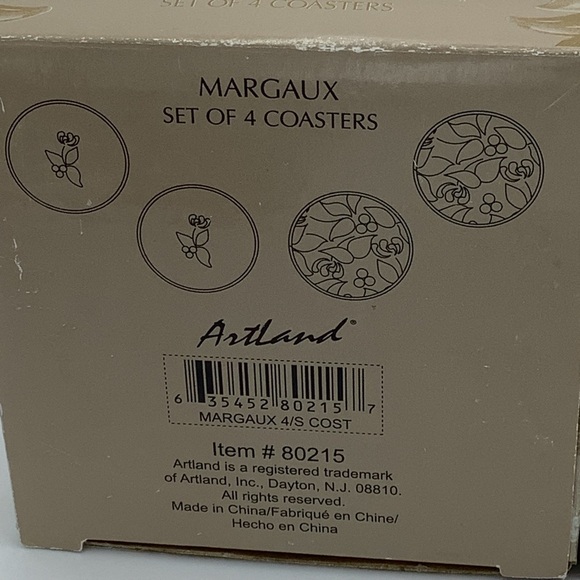 SET OF 4 COASTERS
MARGAUX
SET OF 4 COASTERS
Artland®
6 35452 80215 7
MARGAUX 4/S COST
Item # 80215
Artland is a registered trademark
of Artland, Inc., Dayton, N.J. 08810.
All rights reserved.
Made in China/Fabriqué en Chine/
Hecho en China